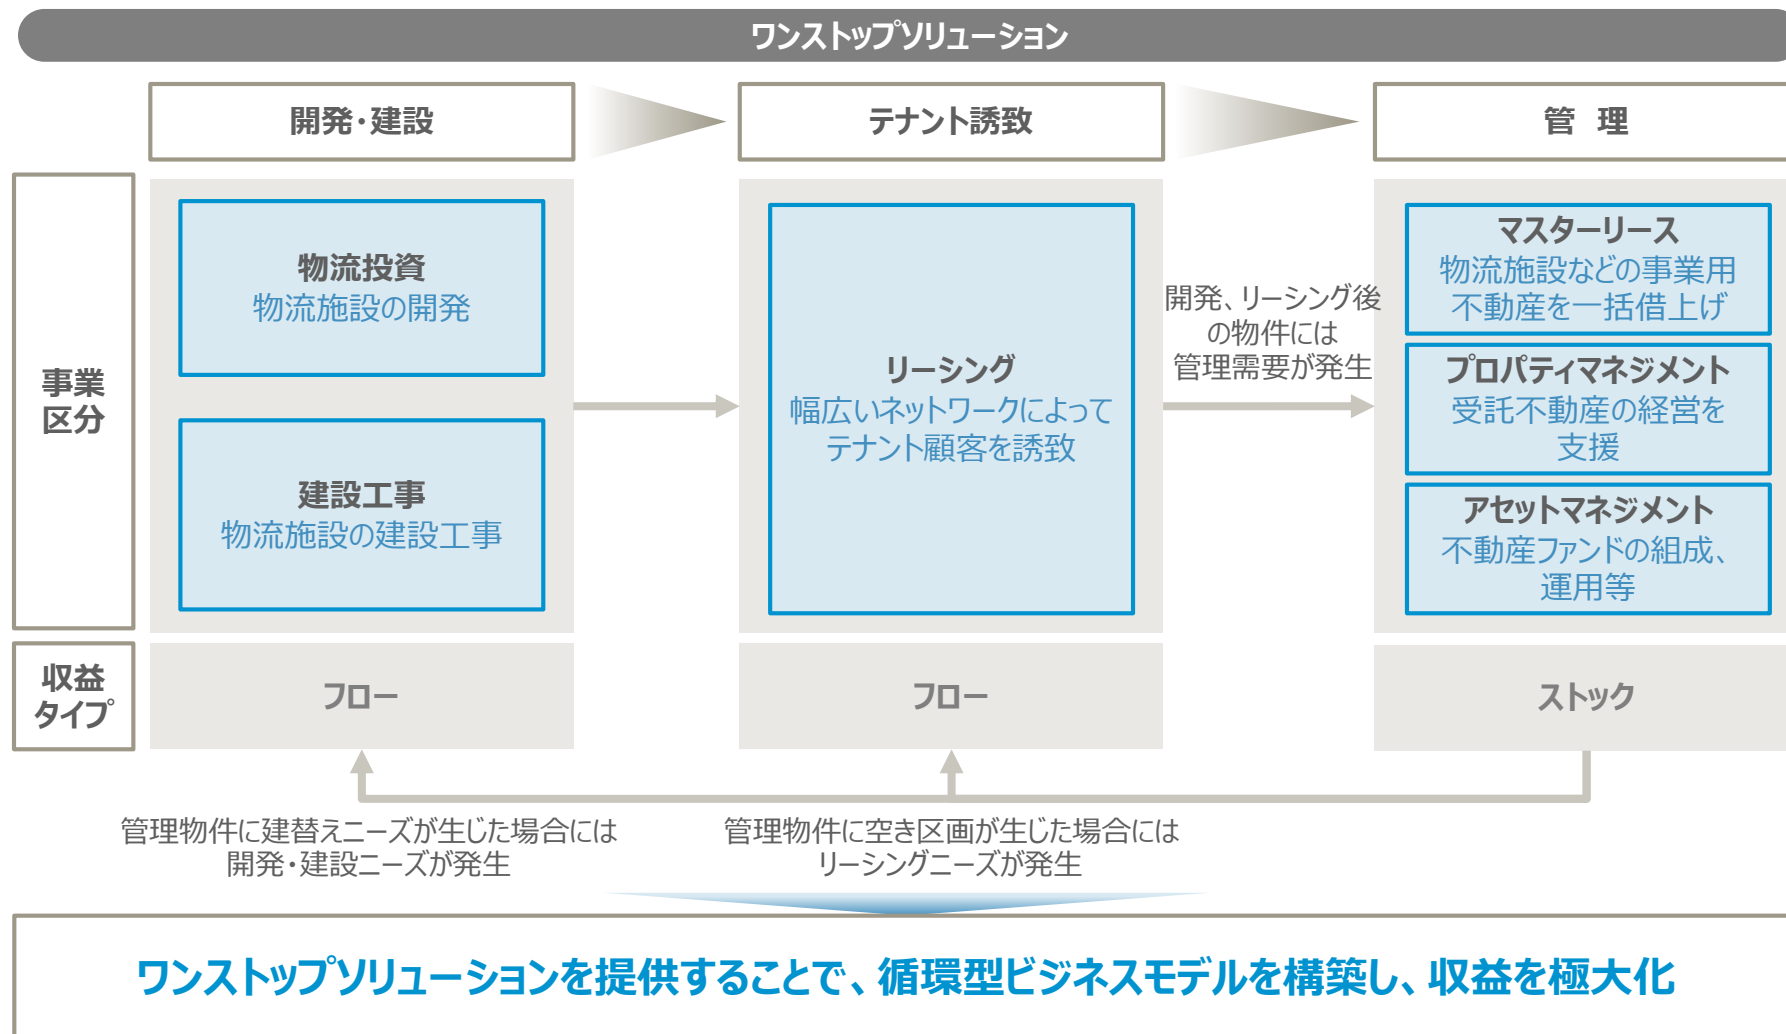 ワンストップソリューション
開発・建設
テナント誘致
管 理
事業
区分
物流投資
物流施設の開発
建設工事
物流施設の建設工事
リーシング
幅広いネットワークによって
テナント顧客を誘致
開発、リーシング後
の物件には
管理需要が発生
マスターリース
物流施設などの事業用
不動産を一括借上げ
プロパティマネジメント
受託不動産の経営を
支援
アセットマネジメント
不動産ファンドの組成、
運用等
収益
タイプ
フロー
フロー
ストック
管理物件に建替えニーズが生じた場合には
開発・建設ニーズが発生
管理物件に空き区画が生じた場合には
リーシングニーズが発生
ワンストップソリューションを提供することで、循環型ビジネスモデルを構築し、収益を極大化